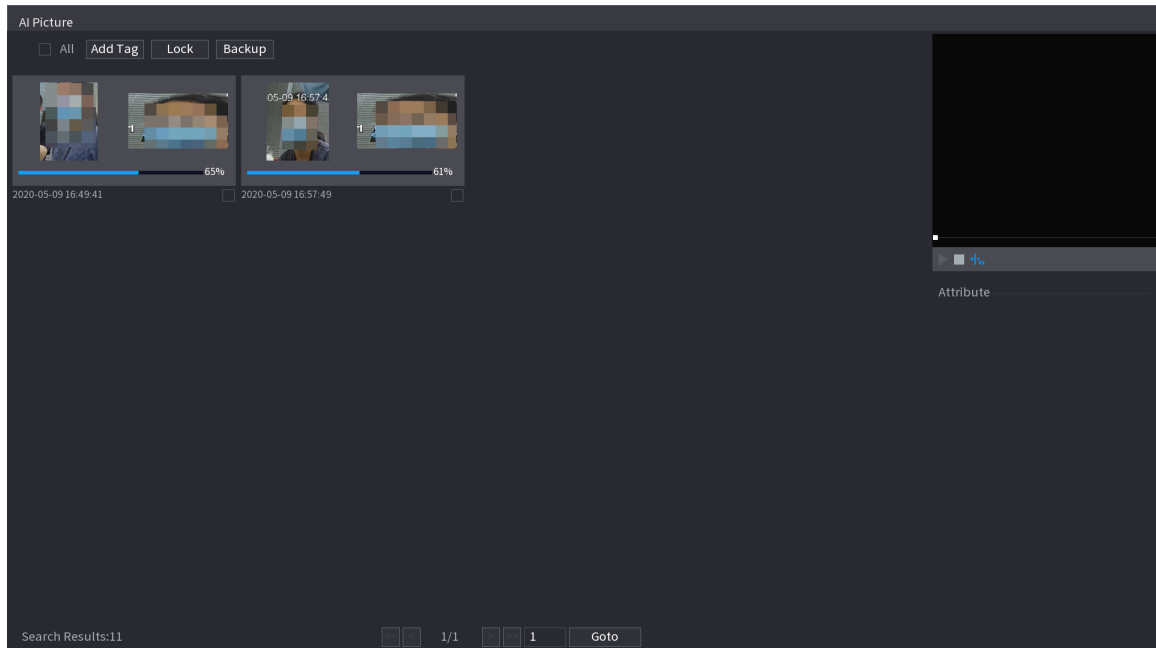 AI Picture
All Add Tag Lock Backup
05-09 16:57 4
65% 61%
2020-05-09 16:49:41 2020-05-09 16:57:49
Attribute
Search Results:11 << < 1/1 > >> 1 Goto